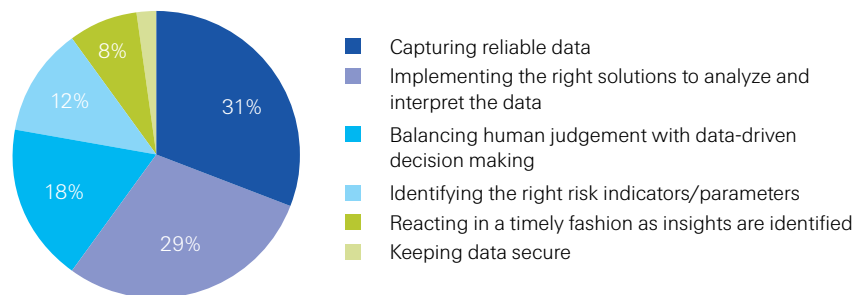 8%
12%
31%
18%
29%
Capturing reliable data
Implementing the right solutions to analyze and
interpret the data
Balancing human judgement with data-driven
decision making
Identifying the right risk indicators/parameters
Reacting in a timely fashion as insights are identified
Keeping data secure